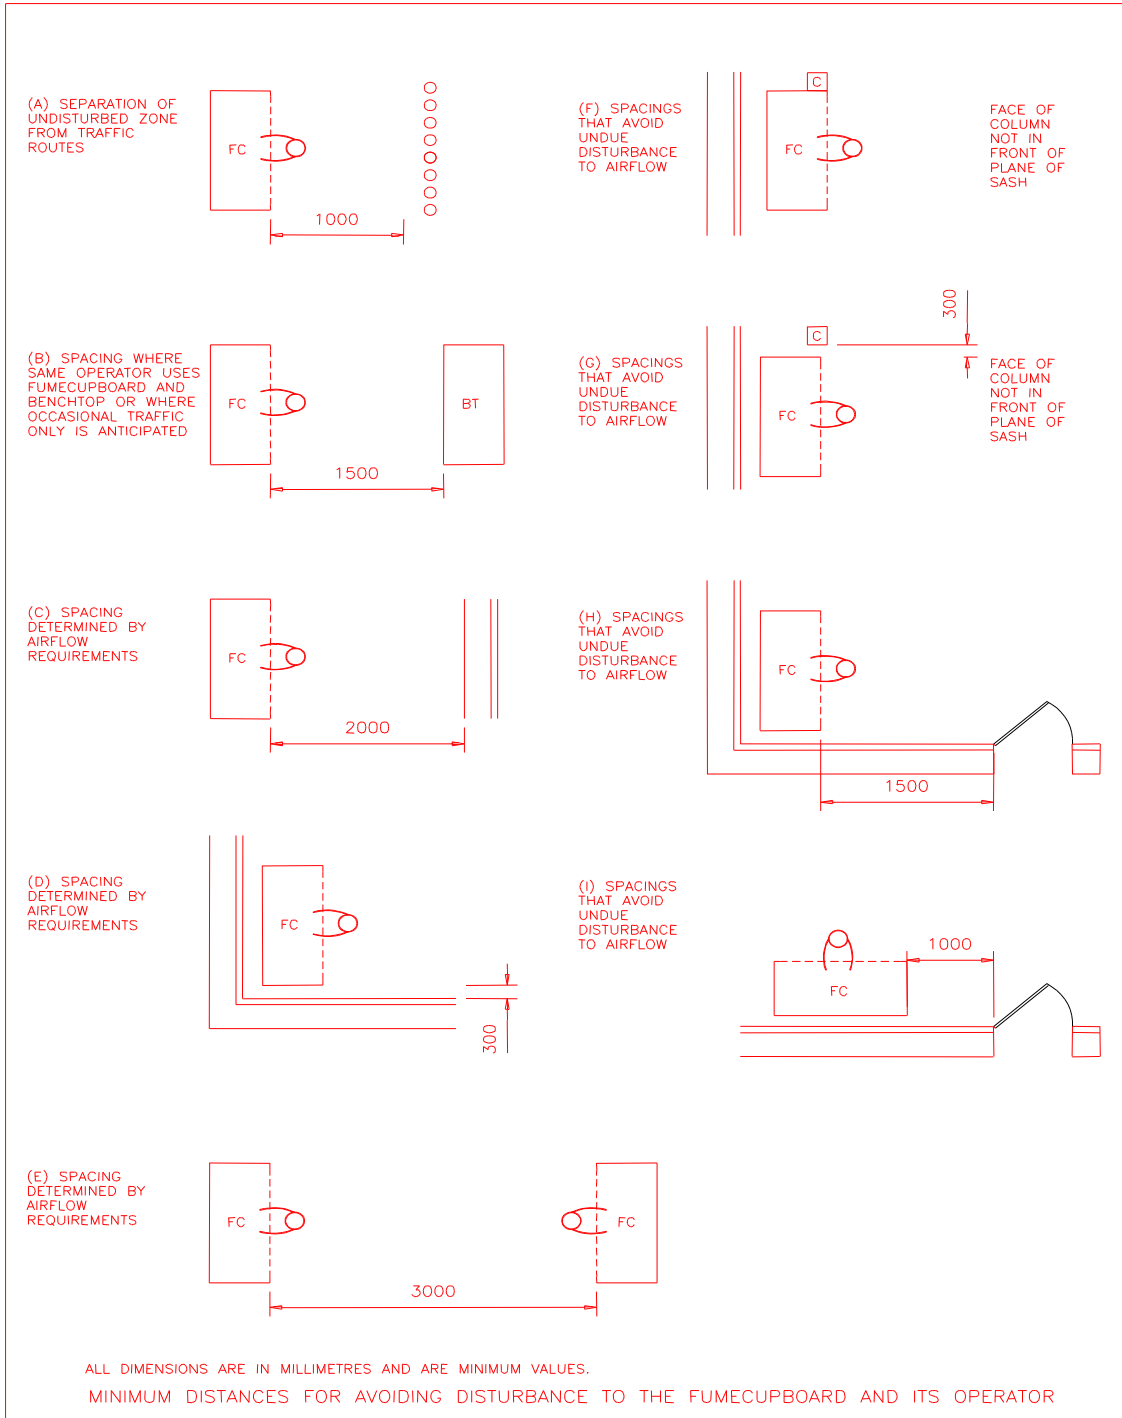 (A) SEPARATION OF
UNDISTURBED ZONE
FROM TRAFFIC
ROUTES
FC
1000
(B) SPACING WHERE
SAME OPERATOR USES
FUMECUPBOARD AND
BENCHTOP OR WHERE
OCCASIONAL TRAFFIC
ONLY IS ANTICIPATED
FC
BT
1500
(C) SPACING
DETERMINED BY
AIRFLOW
REQUIREMENTS
FC
2000
(D) SPACING
DETERMINED BY
AIRFLOW
REQUIREMENTS
FC
300
(E) SPACING
DETERMINED BY
AIRFLOW
REQUIREMENTS
FC
FC
3000
(F) SPACINGS
THAT AVOID
UNDUE
DISTURBANCE
TO AIRFLOW
C
FC
FACE OF
COLUMN
NOT IN
FRONT OF
PLANE OF
SASH
(G) SPACINGS
THAT AVOID
UNDUE
DISTURBANCE
TO AIRFLOW
C
FC
300
FACE OF
COLUMN
NOT IN
FRONT OF
PLANE OF
SASH
(H) SPACINGS
THAT AVOID
UNDUE
DISTURBANCE
TO AIRFLOW
FC
1500
(I) SPACINGS
THAT AVOID
UNDUE
DISTURBANCE
TO AIRFLOW
FC
1000
ALL DIMENSIONS ARE IN MILLIMETRES AND ARE MINIMUM VALUES.
MINIMUM DISTANCES FOR AVOIDING DISTURBANCE TO THE FUMECUPBOARD AND ITS OPERATOR